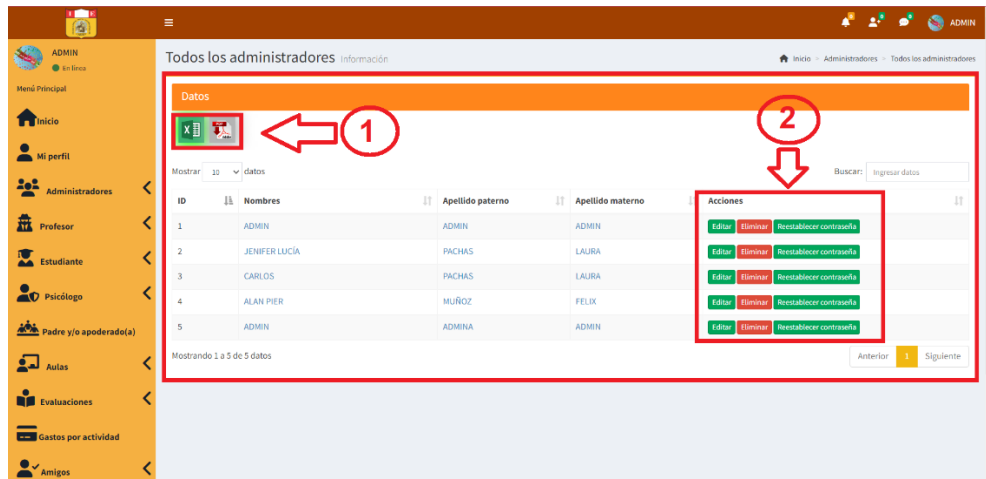 ADMIN
ADMIN
En línea
Todos los administradores Información
Inicio > Administradores > Todos los administradores
Menú Principal
Inicio
Mi perfil
Administradores
Profesor
Estudiante
Psicólogo
Padre y/o apoderado(a)
Aulas
Evaluaciones
Gastos por actividad
Amigos
Datos
1
2
Mostrar 10 datos
Buscar: Ingresar datos
ID Nombres Apellido paterno Apellido materno Acciones
1 ADMIN ADMIN ADMIN Editar Eliminar Reestablecer contraseña
2 JENIFER LUCÍA PACHAS LAURA Editar Eliminar Reestablecer contraseña
3 CARLOS PACHAS LAURA Editar Eliminar Reestablecer contraseña
4 ALAN PIER MUÑOZ FELIX Editar Eliminar Reestablecer contraseña
5 ADMIN ADMINA ADMIN Editar Eliminar Reestablecer contraseña
Mostrando 1 a 5 de 5 datos
Anterior 1 Siguiente